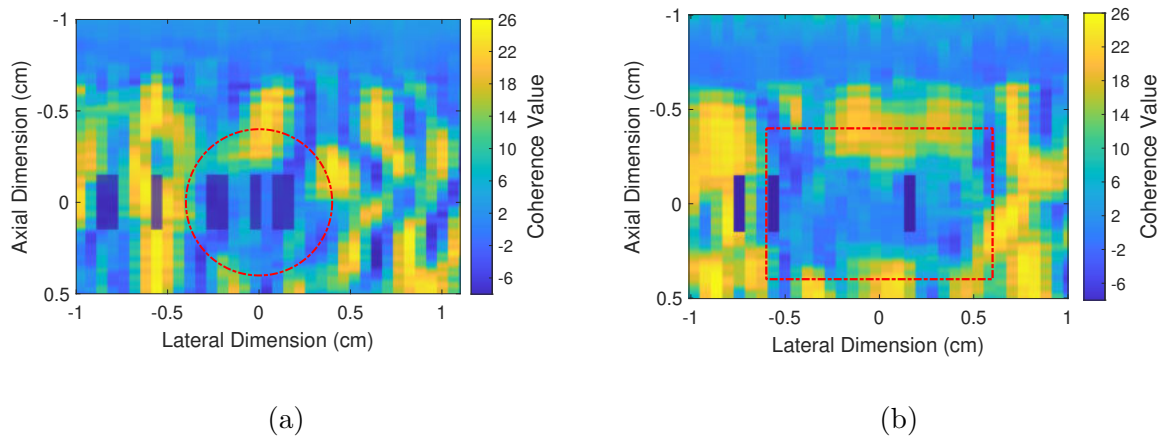 -1
-0.5
0
0.5
-1 -0.5 0 0.5 1
Axial Dimension (cm)
Lateral Dimension (cm)
26
22
18
14
10
6
2
-2
-6
Coherence Value
(a)
-1
-0.5
0
0.5
-1 -0.5 0 0.5 1
Axial Dimension (cm)
Lateral Dimension (cm)
26
22
18
14
10
6
2
-2
-6
Coherence Value
(b)